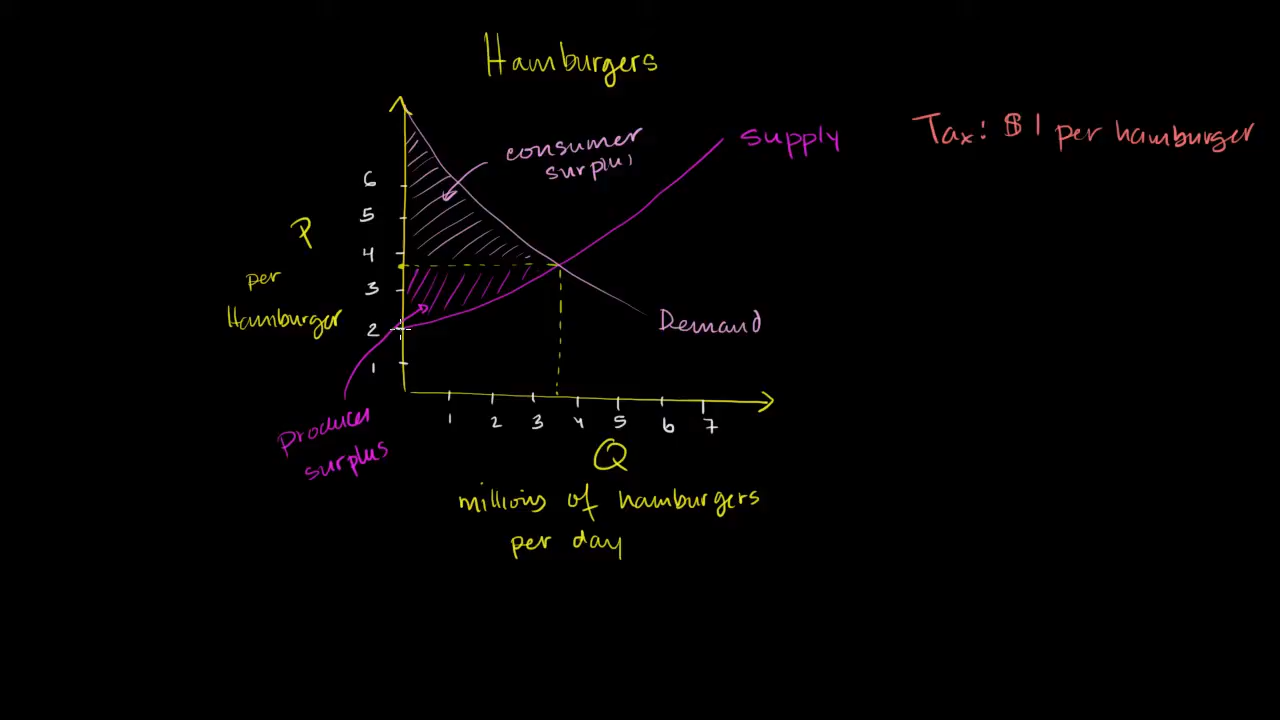 Hamburgers
Tax: $1 per hamburger
supply
consumer
surplus
6
5
4
3
2
1
P
per
Hamburger
Demand
1 2 3 4 5 6 7
Producer
surplus
Q
millions of hamburgers
per day